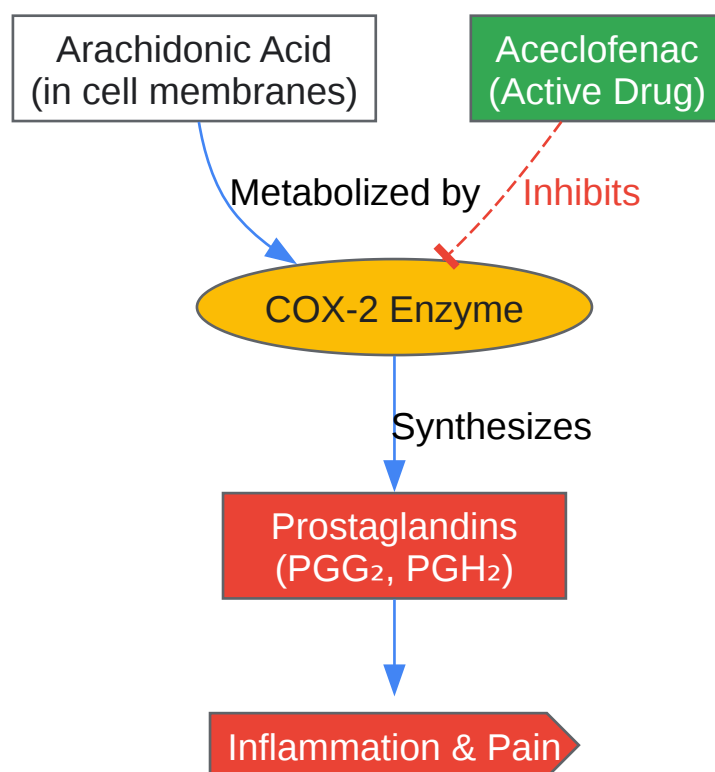 Arachidonic Acid
(in cell membranes)
Aceclofenac
(Active Drug)
Metabolized by
Inhibits
COX-2 Enzyme
Synthesizes
Prostaglandins
(PGG₂, PGH₂)
Inflammation & Pain